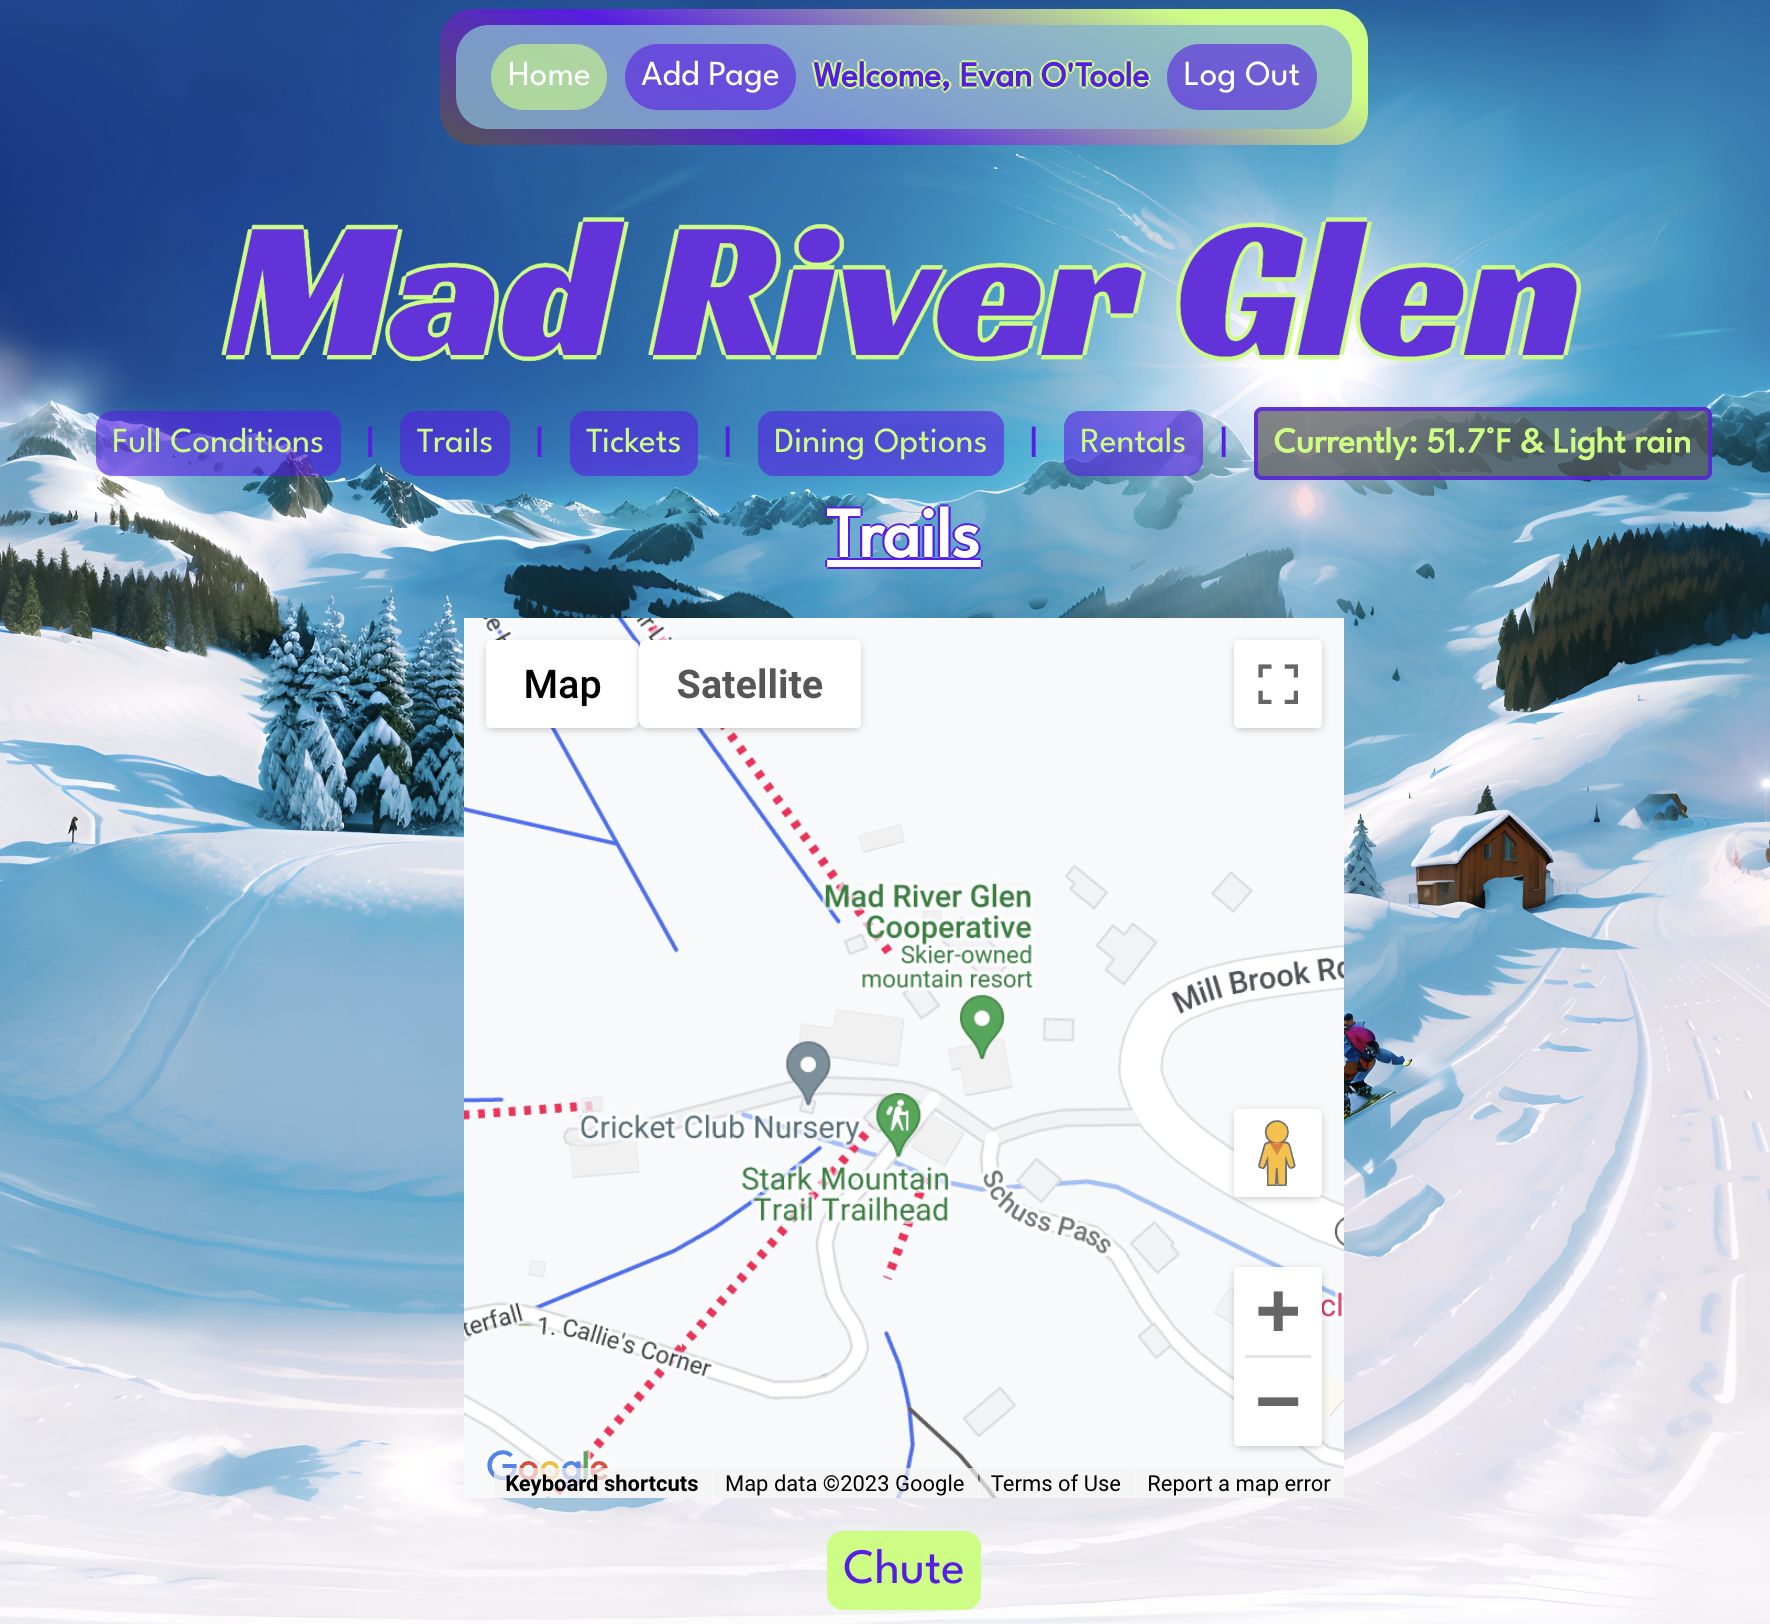 Home Add Page Welcome, Evan O'Toole Log Out
Mad River Glen
Full Conditions | Trails | Tickets | Dining Options | Rentals | Currently: 51.7°F & Light rain
Trails
Map Satellite
Mad River Glen
Cooperative
Skier-owned
mountain resort
Mill Brook
Cricket Club Nursery
Stark Mountain
Trail Trailhead
Schuss Pass
1. Callie's Corner
Google
Keyboard shortcuts Map data ©2023 Google Terms of Use Report a map error
Chute